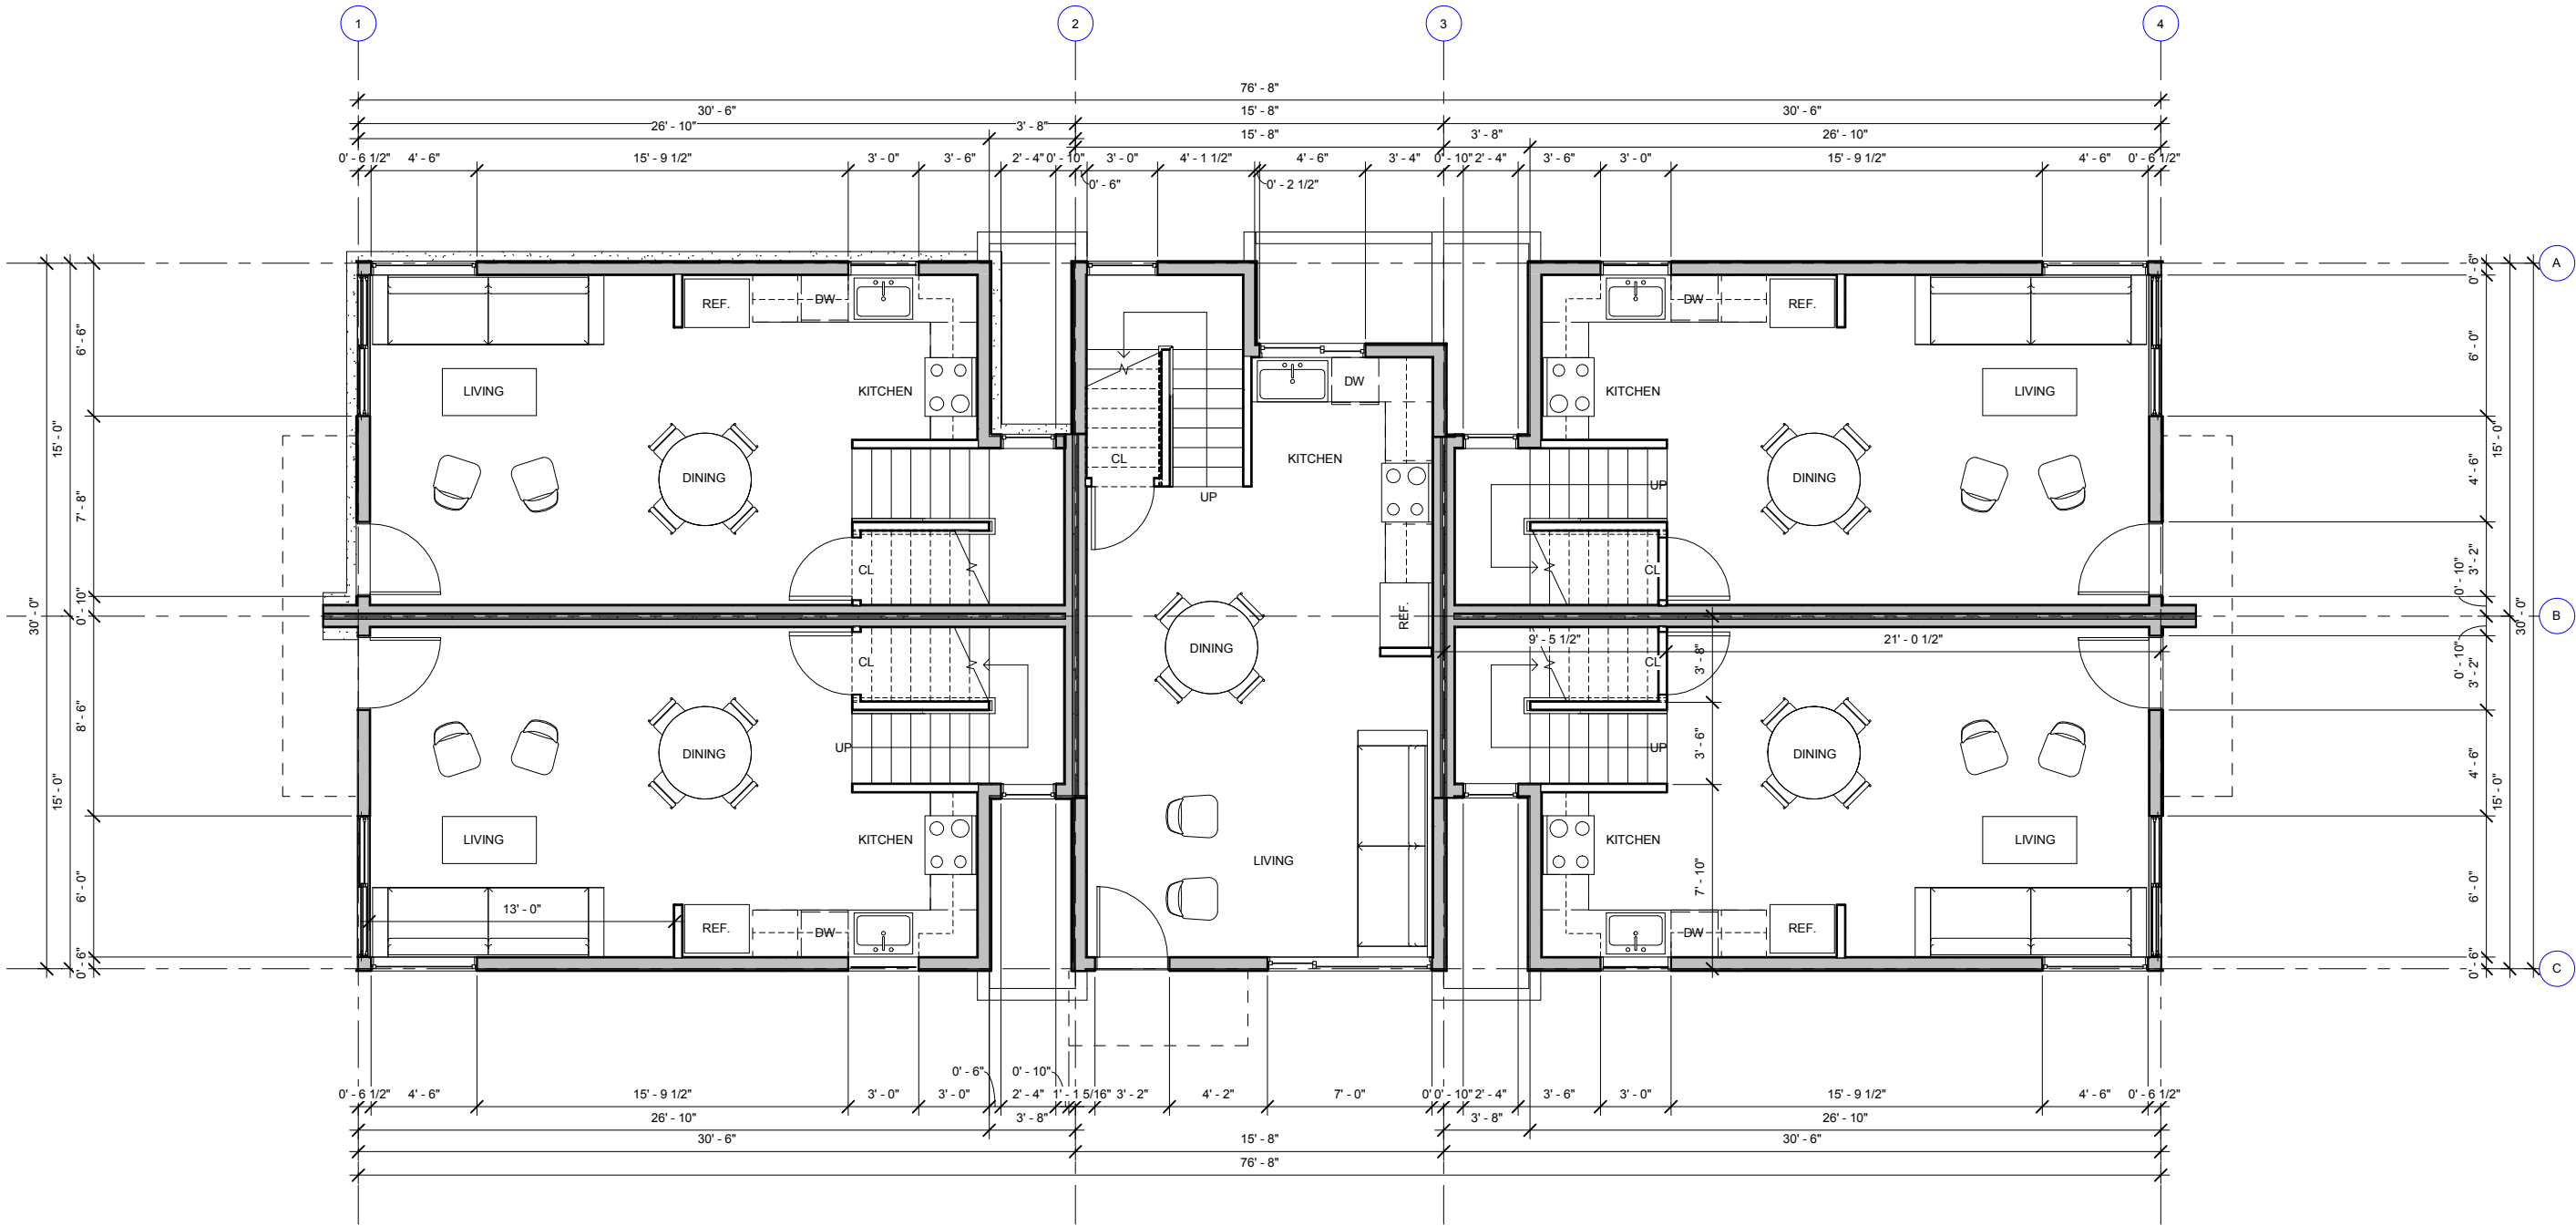 1 2 3 4
76' - 8"
30' - 6" 15' - 8" 30' - 6"
26' - 10" 3' - 8" 15' - 8" 3' - 8" 26' - 10"
0' - 6 1/2" 4' - 6" 15' - 9 1/2" 3' - 0" 3' - 6" 2' - 4" 0' - 10" 3' - 0" 4' - 1 1/2" 4' - 6" 3' - 4" 0' - 10" 2' - 4" 3' - 6" 3' - 0" 15' - 9 1/2" 4' - 6" 0' - 6 1/2"
0' - 6" 0' - 2 1/2"
A
B
C
30' - 0"
15' - 0"
15' - 0"
6' - 6"
7' - 8"
0' - 10"
8' - 6"
6' - 0"
0' - 6"
REF. DW
LIVING KITCHEN
DINING
CL
CL
UP
DINING
LIVING KITCHEN
13' - 0"
REF. DW
DW
CL KITCHEN
UP
REF.
DINING
LIVING
DW REF.
KITCHEN LIVING
DINING
UP
CL
9' - 5 1/2" 21' - 0 1/2"
CL
3' - 8"
UP
3' - 6"
DINING
KITCHEN LIVING
7' - 10"
DW REF.
0' - 6"
6' - 0"
4' - 6"
3' - 2"
0' - 10"
0' - 10"
3' - 2"
4' - 6"
6' - 0"
0' - 6"
15' - 0"
15' - 0"
30' - 0"
0' - 6" 0' - 10"
0' - 6 1/2" 4' - 6" 15' - 9 1/2" 3' - 0" 3' - 0" 2' - 4" 1' - 1 5/16" 3' - 2" 4' - 2" 7' - 0" 0' 0' - 10" 2' - 4" 3' - 6" 3' - 0" 15' - 9 1/2" 4' - 6" 0' - 6 1/2"
26' - 10" 3' - 8" 3' - 8" 26' - 10"
30' - 6" 15' - 8" 30' - 6"
76' - 8"